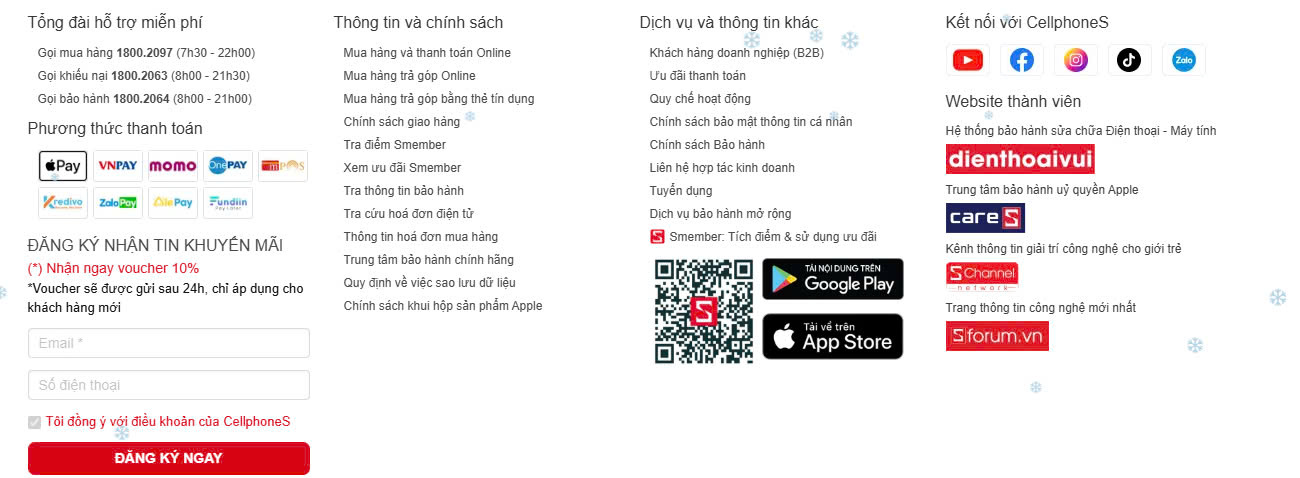 Tổng đài hỗ trợ miễn phí
Gọi mua hàng 1800.2097 (7h30 - 22h00)
Gọi khiếu nại 1800.2063 (8h00 - 21h30)
Gọi bảo hành 1800.2064 (8h00 - 21h00)
Phương thức thanh toán
Pay
VNPAY
momo
OnePAY
mPOS
Kredivo
ZaloPay
AlePay
Fundiin
ĐĂNG KÝ NHẬN TIN KHUYẾN MÃI
(*) Nhận ngay voucher 10%
*Voucher sẽ được gửi sau 24h, chỉ áp dụng cho
khách hàng mới
Email *
Số điện thoại
Tôi đồng ý với điều khoản của CellphoneS
ĐĂNG KÝ NGAY
Thông tin và chính sách
Mua hàng và thanh toán Online
Mua hàng trả góp Online
Mua hàng trả góp bằng thẻ tín dụng
Chính sách giao hàng
Tra điểm Smember
Xem ưu đãi Smember
Tra thông tin bảo hành
Tra cứu hoá đơn điện tử
Thông tin hoá đơn mua hàng
Trung tâm bảo hành chính hãng
Quy định về việc sao lưu dữ liệu
Chính sách khui hộp sản phẩm Apple
Dịch vụ và thông tin khác
Khách hàng doanh nghiệp (B2B)
Ưu đãi thanh toán
Quy chế hoạt động
Chính sách bảo mật thông tin cá nhân
Chính sách Bảo hành
Liên hệ hợp tác kinh doanh
Tuyển dụng
Dịch vụ bảo hành mở rộng
Smember: Tích điểm & sử dụng ưu đãi
S
TẢI NỘI DUNG TRÊN
Google Play
Tải về trên
App Store
Kết nối với CellphoneS
Zalo
Website thành viên
Hệ thống bảo hành sửa chữa Điện thoại - Máy tính
dienthoaivui
Trung tâm bảo hành uỷ quyền Apple
care S
Kênh thông tin giải trí công nghệ cho giới trẻ
S Channel
network
Trang thông tin công nghệ mới nhất
Sforum.vn